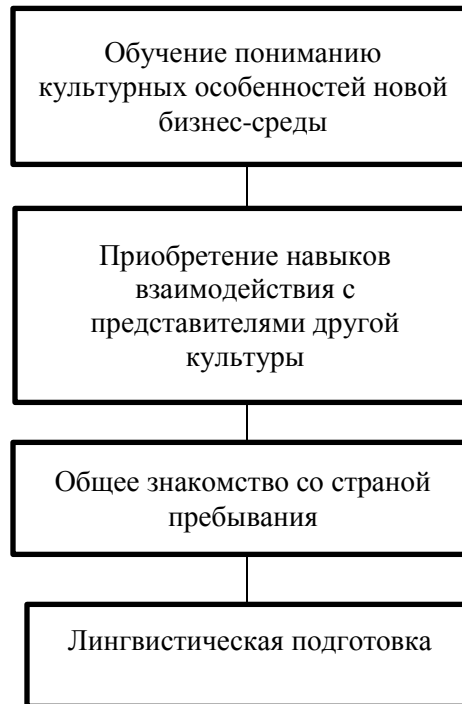 Обучение пониманию
культурных особенностей новой
бизнес-среды
Приобретение навыков
взаимодействия с
представителями другой
культуры
Общее знакомство со страной
пребывания
Лингвистическая подготовка